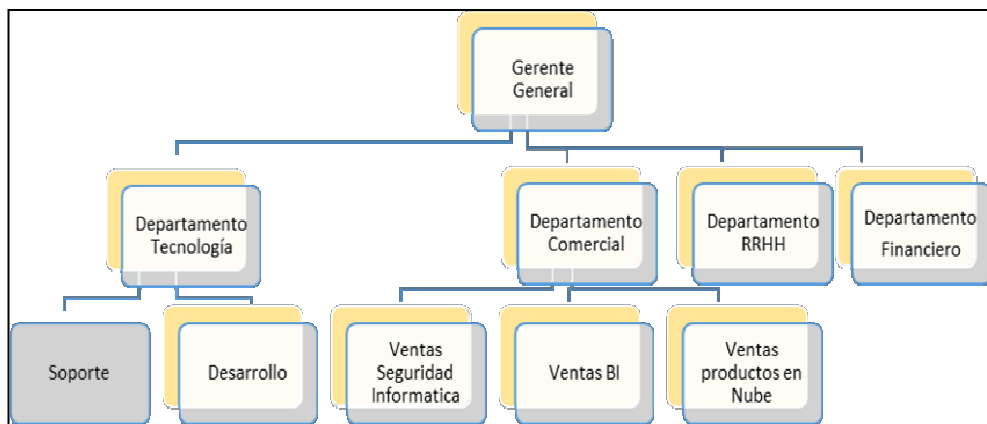 Gerente
General
Departamento
Tecnología
Departamento
Comercial
Departamento
RRHH
Departamento
Financiero
Soporte
Desarrollo
Ventas
Seguridad
Informatica
Ventas BI
Ventas
productos en
Nube